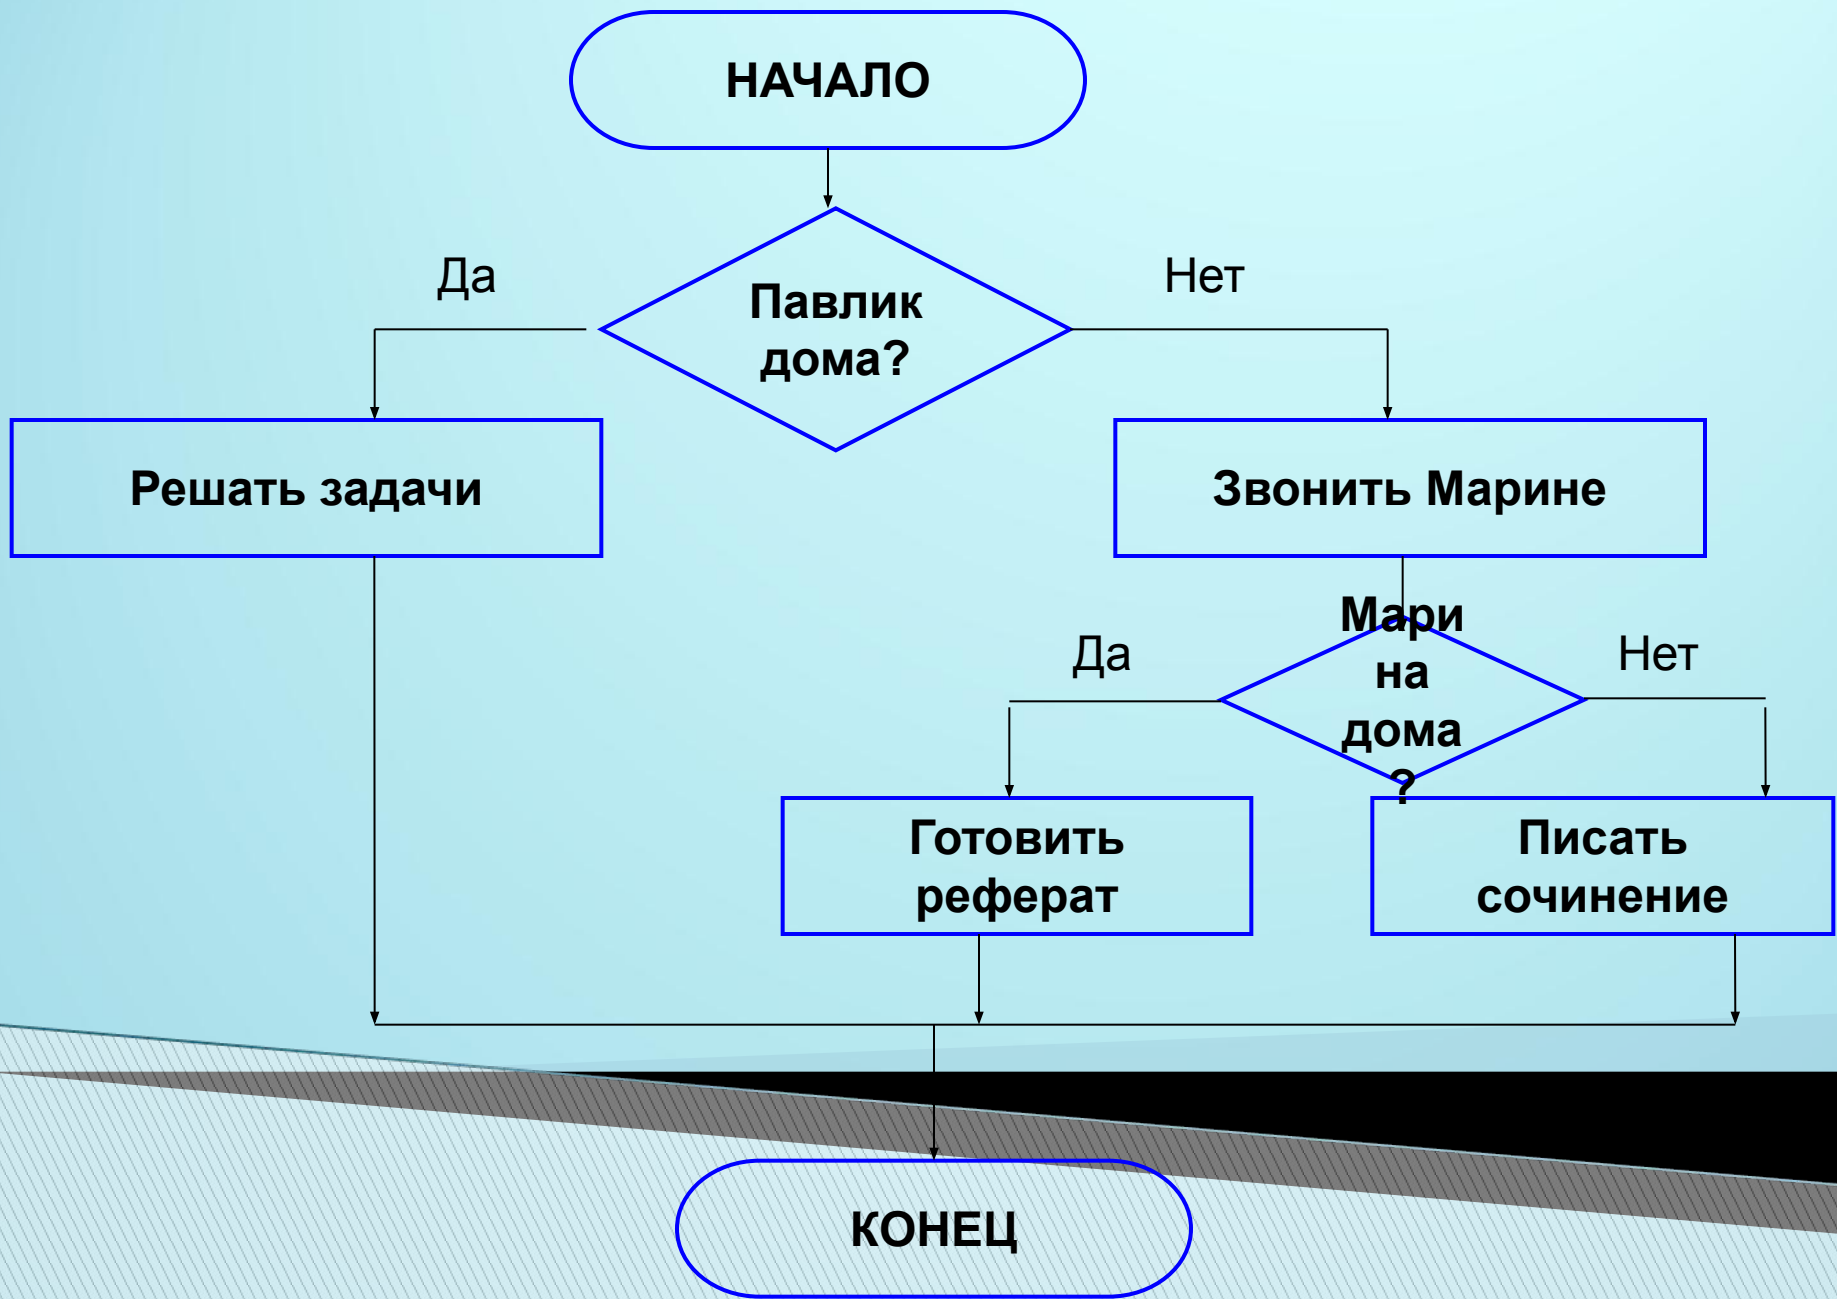 НАЧАЛО
Да
Нет
Павлик
дома?
Решать задачи
Звонить Марине
Да
Нет
Мари
на
дома
?
Готовить
реферат
Писать
сочинение
КОНЕЦ